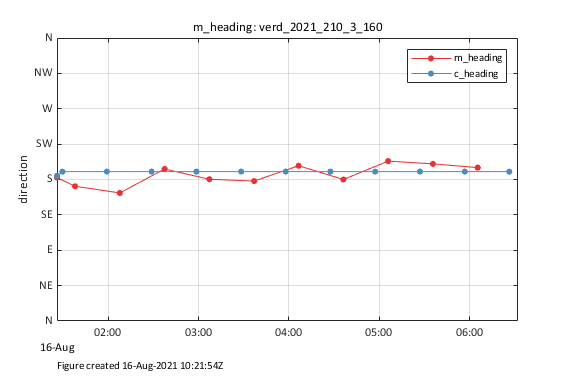 m_heading: verd_2021_210_3_160
N
NW
W
SW
S
SE
E
NE
N
direction
m_heading
c_heading
02:00 03:00 04:00 05:00 06:00
16-Aug
Figure created 16-Aug-2021 10:21:54Z